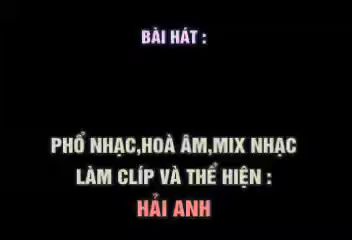 BÀI HÁT :
PHỔ NHẠC,HOÀ ÂM,MIX NHẠC
LÀM CLÍP VÀ THỂ HIỆN :
HẢI ANH